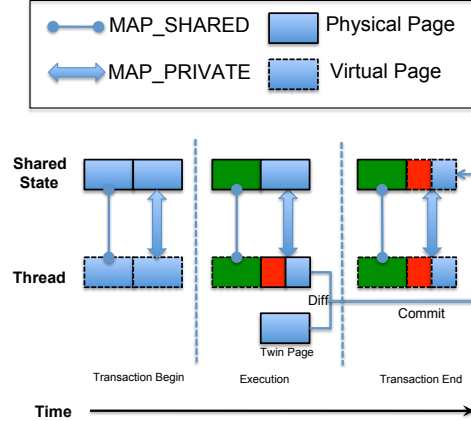 MAP_SHARED
Physical Page
MAP_PRIVATE
Virtual Page
Shared State
Thread
Diff
Commit
Twin Page
Transaction Begin
Execution
Transaction End
Time